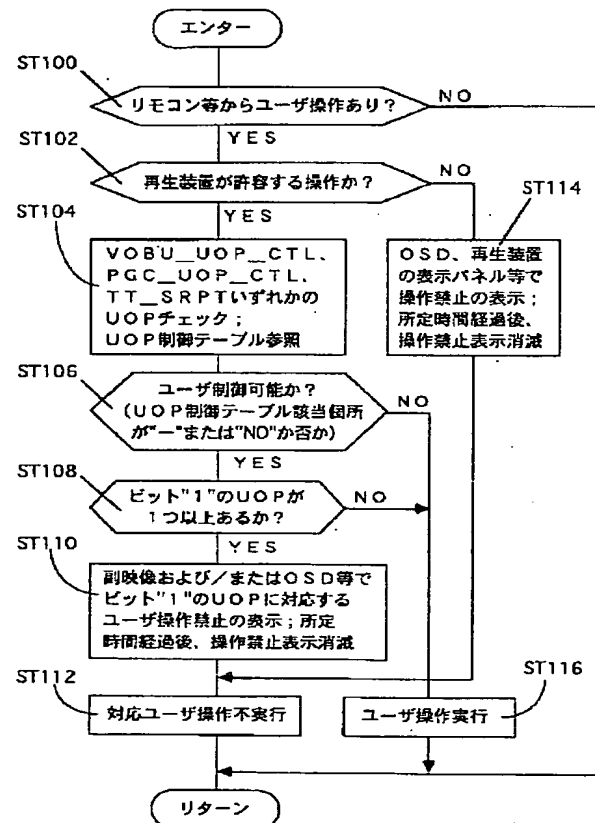 エンター
ST100
リモコン等からユーザ操作あり？
NO
YES
ST102
再生装置が許容する操作か？
NO
YES
ST104
VOBU_UOP_CTL、
PGC_UOP_CTL、
TT_SRPTいずれかの
UOPチェック；
UOP制御テーブル参照
ST114
OSD、再生装置
の表示パネル等で
操作禁止の表示；
所定時間経過後、
操作禁止表示消滅
ST106
ユーザ制御可能か？
（UOP制御テーブル該当個所
が"ー"または"NO"か否か）
NO
YES
ST108
ビット"1"のUOPが
1つ以上あるか？
NO
YES
ST110
副映像および／またはOSD等で
ビット"1"のUOPに対応する
ユーザ操作禁止の表示；所定
時間経過後、操作禁止表示消滅
ST112
対応ユーザ操作不実行
ST116
ユーザ操作実行
リターン